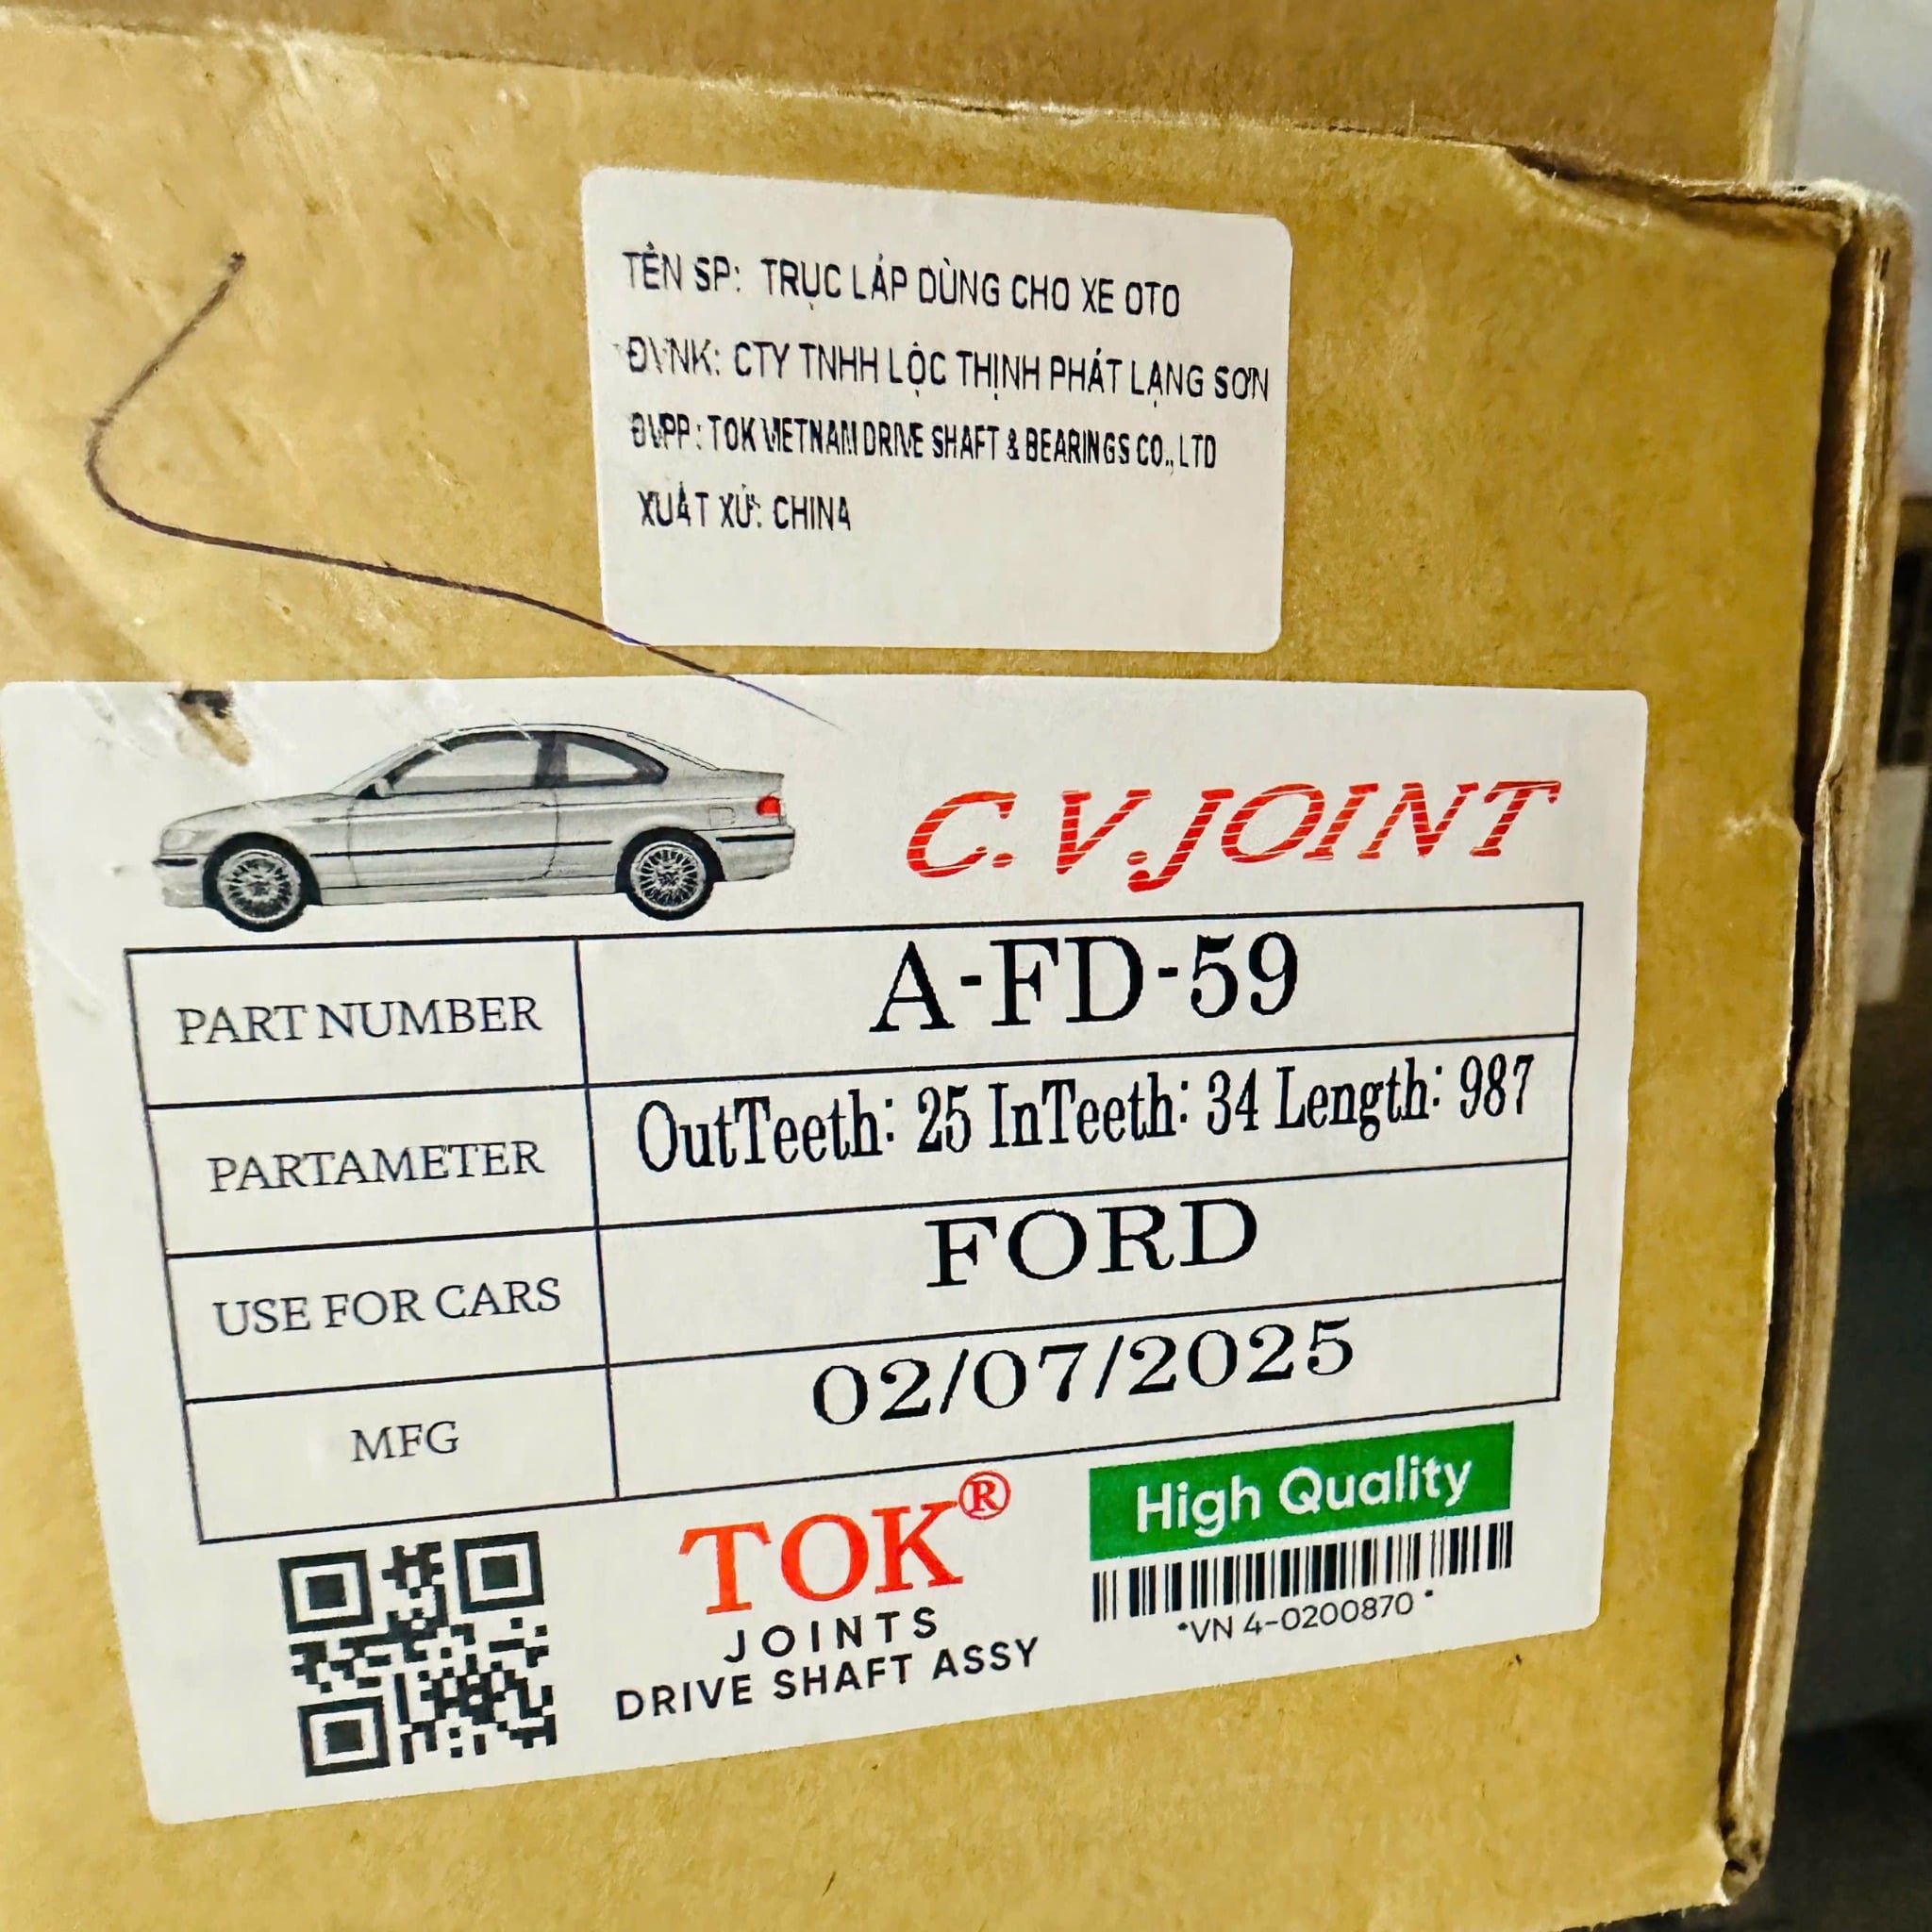 TÊN SP: TRỤC LÁP DÙNG CHO XE OTO
ĐVNK: CTY TNHH LỘC THỊNH PHÁT LẠNG SƠN
ĐVPP: TOK VIETNAM DRIVE SHAFT & BEARINGS CO., LTD
XUẤT XỨ: CHINA
C.V.JOINT
PART NUMBER A-FD-59
PARTAMETER OutTeeth: 25 InTeeth: 34 Length: 987
USE FOR CARS FORD
MFG 02/07/2025
TOK®
JOINTS
DRIVE SHAFT ASSY
High Quality
*VN 4-0200870 *